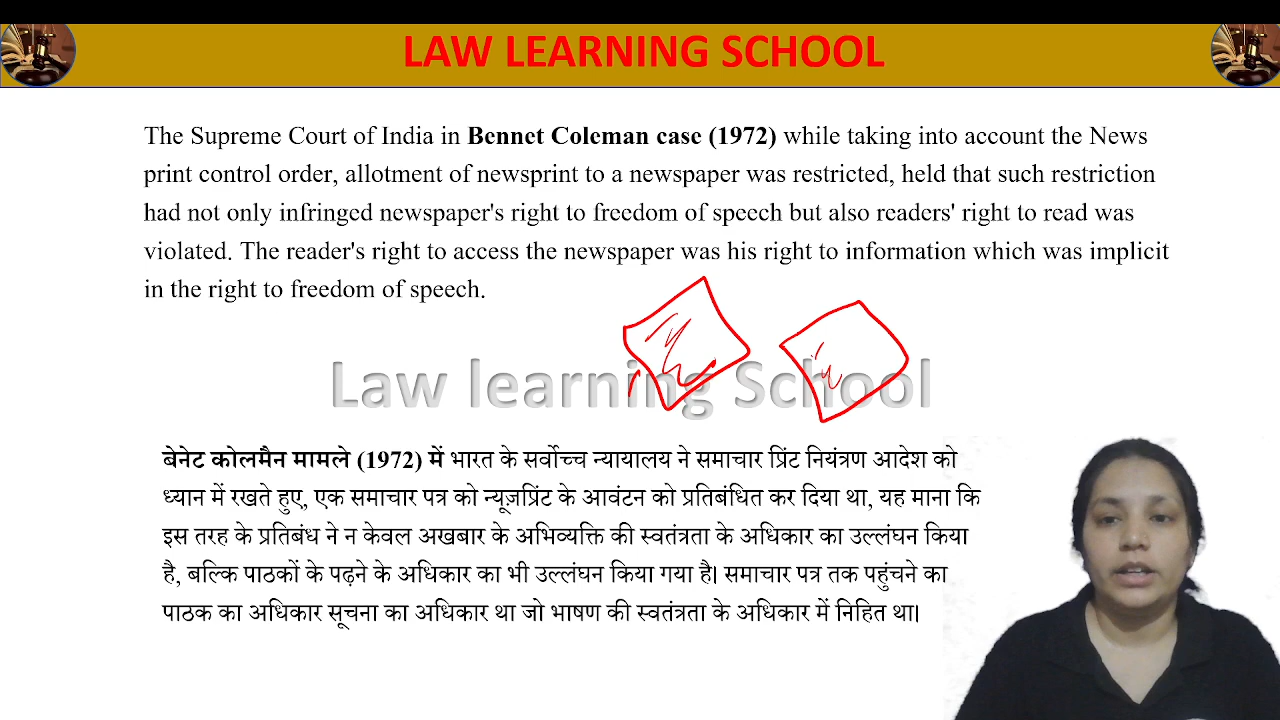 LAW LEARNING SCHOOL
The Supreme Court of India in Bennet Coleman case (1972) while taking into account the News
print control order, allotment of newsprint to a newspaper was restricted, held that such restriction
had not only infringed newspaper's right to freedom of speech but also readers' right to read was
violated. The reader's right to access the newspaper was his right to information which was implicit
in the right to freedom of speech.
Law learning School
बेनेट कोलमैन मामले (1972) में भारत के सर्वोच्च न्यायालय ने समाचार प्रिंट नियंत्रण आदेश को
ध्यान में रखते हुए, एक समाचार पत्र को न्यूज़प्रिंट के आवंटन को प्रतिबंधित कर दिया था, यह माना कि
इस तरह के प्रतिबंध ने न केवल अखबार के अभिव्यक्ति की स्वतंत्रता के अधिकार का उल्लंघन किया
है, बल्कि पाठकों के पढ़ने के अधिकार का भी उल्लंघन किया गया है। समाचार पत्र तक पहुंचने का
पाठक का अधिकार सूचना का अधिकार था जो भाषण की स्वतंत्रता के अधिकार में निहित था।